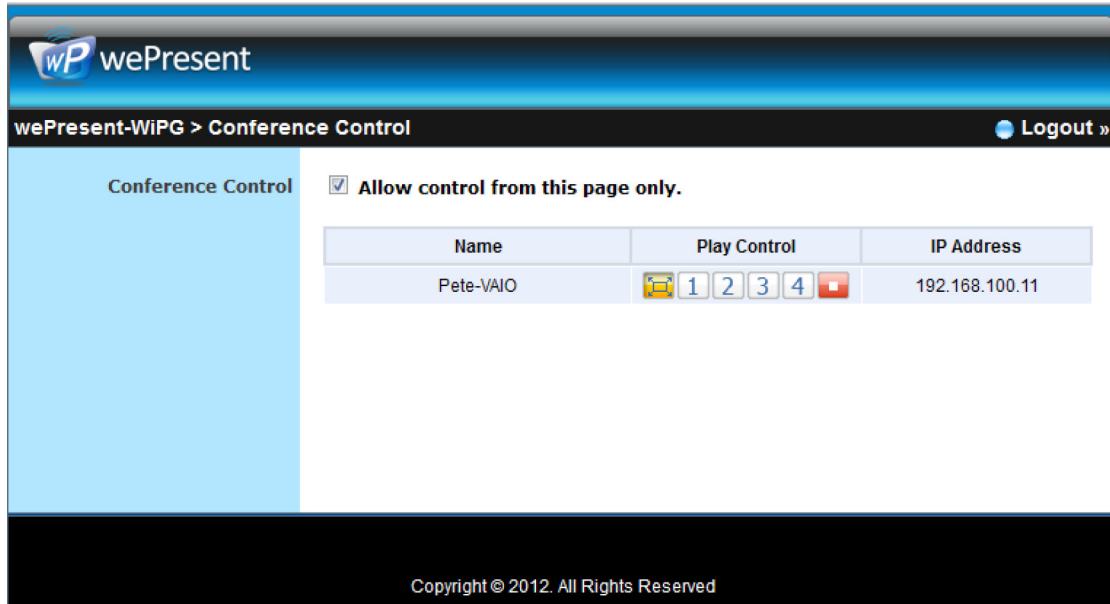 wP wePresent
wePresent-WiPG > Conference Control Logout »
Conference Control Allow control from this page only.
Name Play Control IP Address
Pete-VAIO 1 2 3 4 192.168.100.11
Copyright © 2012. All Rights Reserved